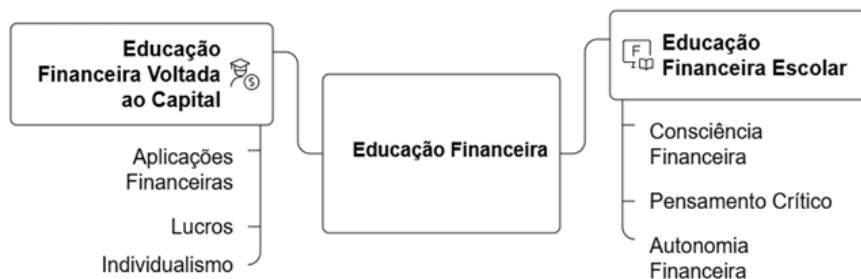 Educação
Financeira Voltada
ao Capital
Aplicações
Financeiras
Lucros
Individualismo
Educação Financeira
F
Educação
Financeira Escolar
Consciência
Financeira
Pensamento Crítico
Autonomia
Financeira